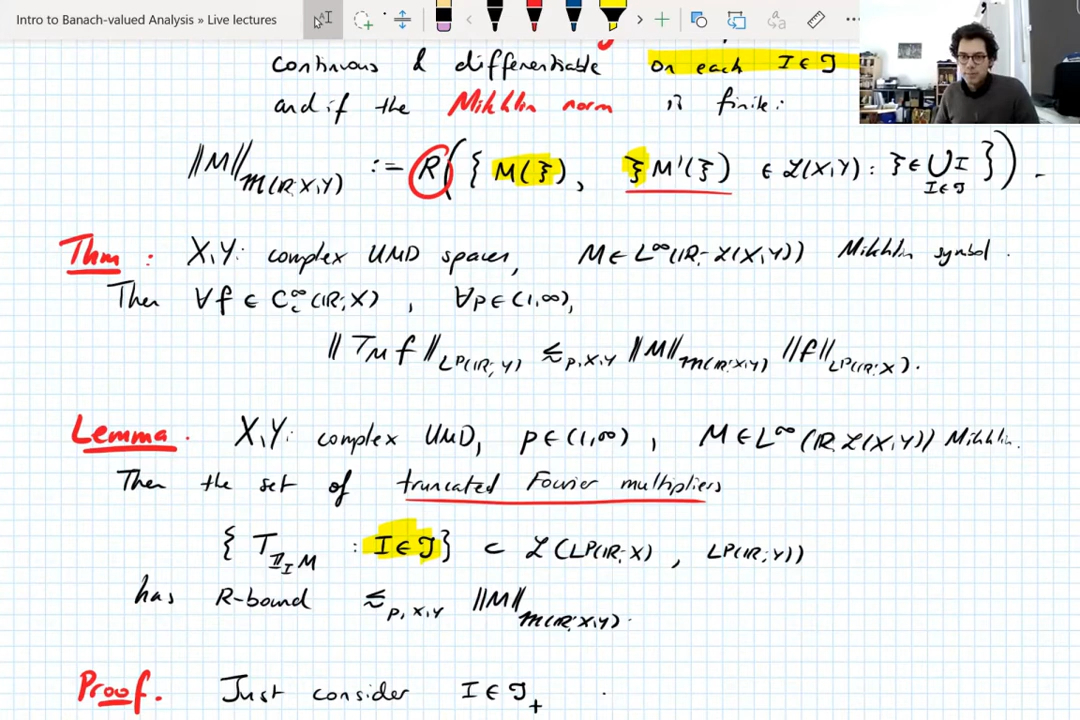 Intro to Banach-valued Analysis » Live lectures
continuous & differentiable on each I ∈ 𝒥
and if the Mikhlin norm is finite:
‖M‖_{𝔐(ℝ;X,Y)} := R({ M(ξ), ξ M'(ξ) ∈ ℒ(X,Y) : ξ ∈ ⋃_{I∈𝒥} I }) .
Thm : X,Y: complex UMD spaces, M ∈ L^∞(ℝ; ℒ(X,Y)) Mikhlin symbol .
Then ∀f ∈ C_c^∞(ℝ;X) , ∀p ∈ (1,∞),
‖T_M f‖_{L^p(ℝ;Y)} ≲_{p,X,Y} ‖M‖_{𝔐(ℝ;X,Y)} ‖f‖_{L^p(ℝ;X)}.
Lemma. X,Y: complex UMD, p ∈ (1,∞) , M ∈ L^∞(ℝ; ℒ(X,Y)) Mikhlin.
Then the set of truncated Fourier multipliers
{ T_{𝟙_I M} : I ∈ 𝒥 } ⊂ ℒ(L^p(ℝ;X) , L^p(ℝ;Y))
has R-bound ≲_{p,X,Y} ‖M‖_{𝔐(ℝ;X,Y)}.
Proof. Just consider I ∈ 𝒥_+